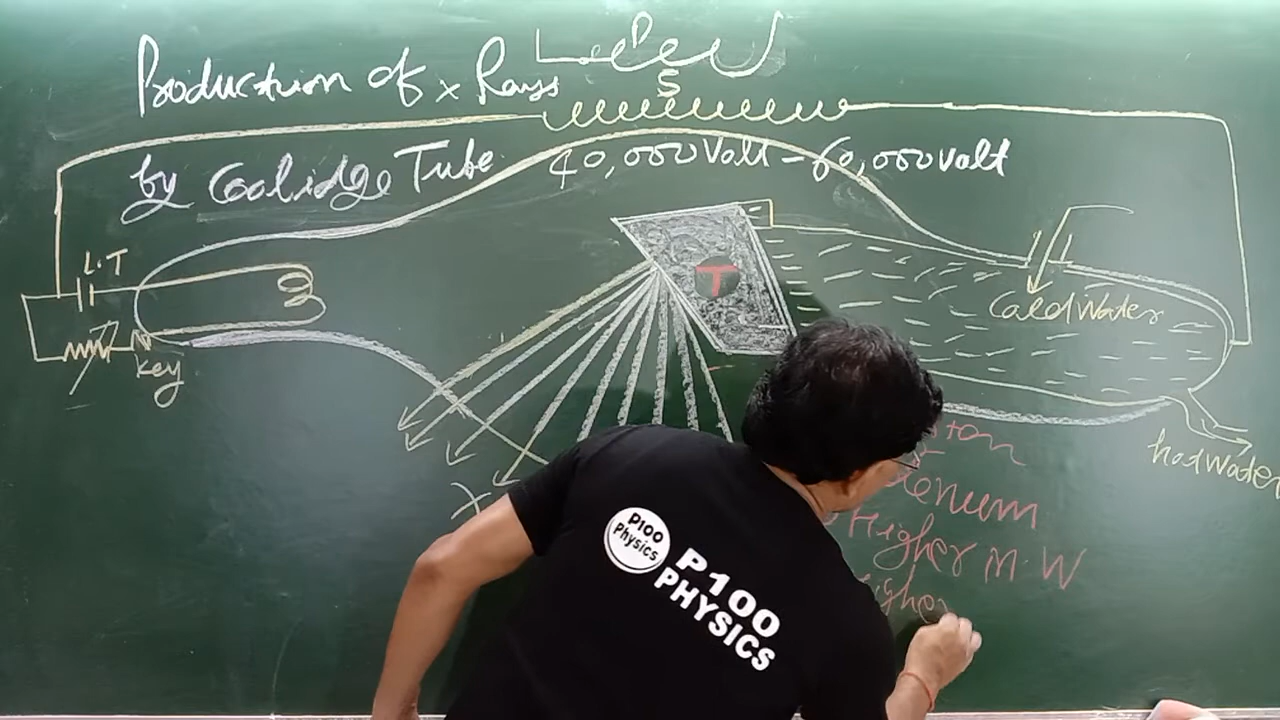 Production of x Rays
P
S
by Coolidge Tube
40,000 Volt - 60,000 Volt
L.T
key
T
Cold Water
hot Water
Higher M.W
P100
Physics
P100
PHYSICS